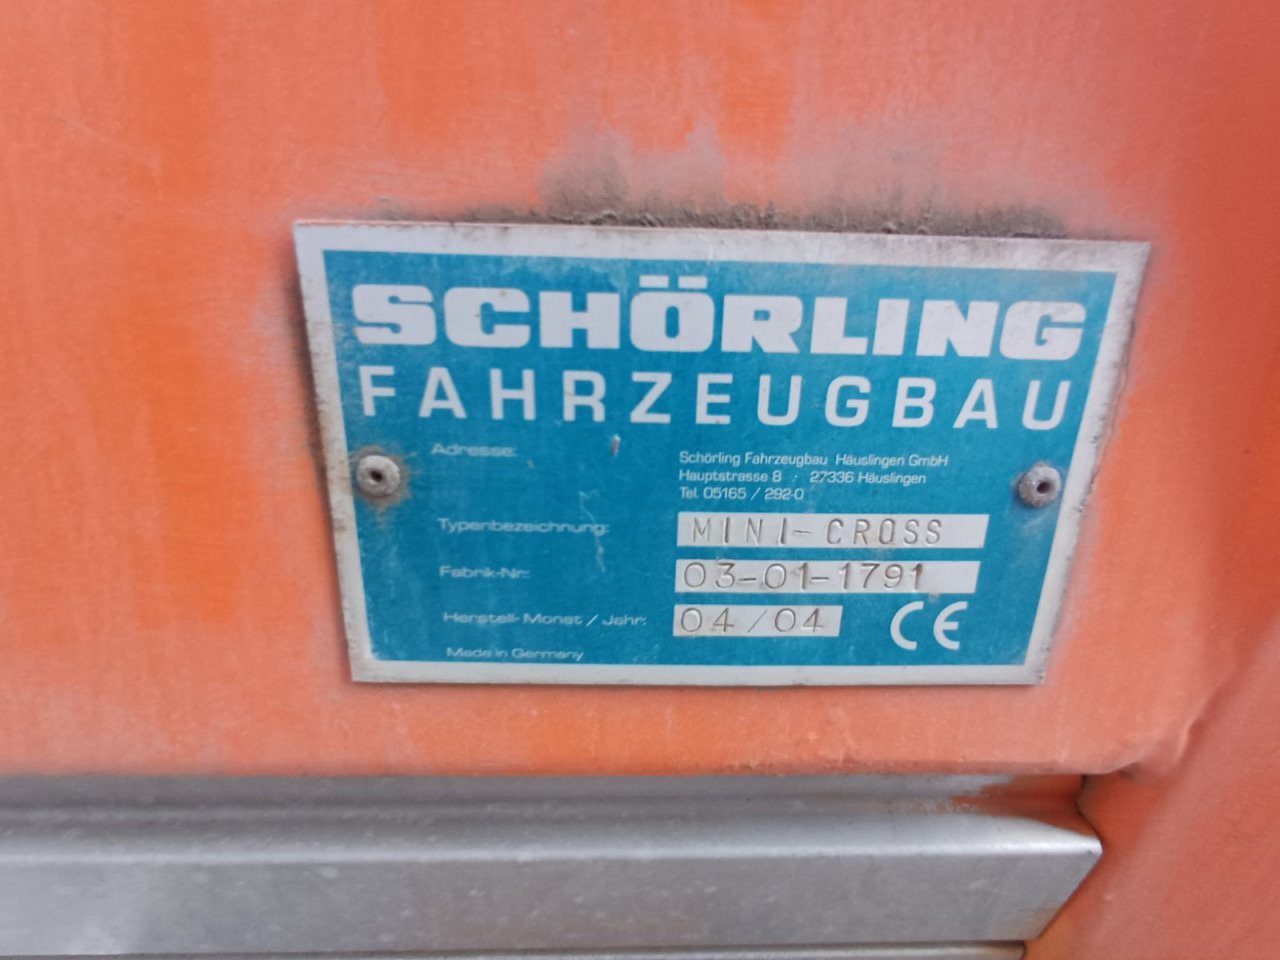 SCHÖRLING
FAHRZEUGBAU
Adresse: Schörling Fahrzeugbau Häuslingen GmbH
Hauptstrasse 8 · 27336 Häuslingen
Tel. 05165 / 292-0
Typenbezeichnung: MINI-CROSS
Fabrik-Nr.: 03-01-1791
Herstell-Monat / Jahr: 04/04 CE
Made in Germany